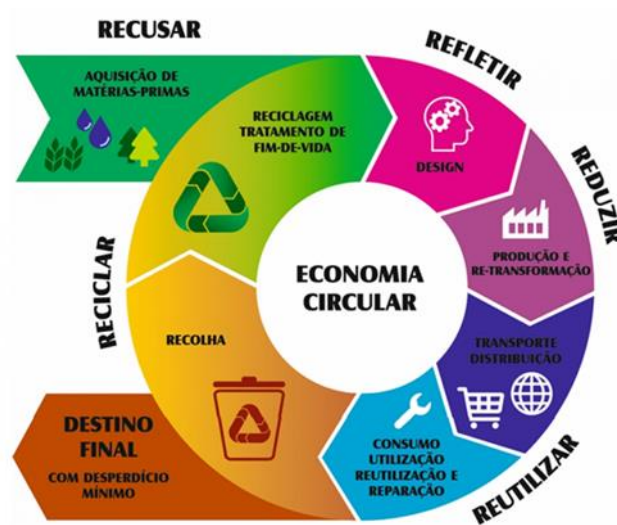 RECUSAR
AQUISIÇÃO DE
MATÉRIAS-PRIMAS
RECICLAGEM
TRATAMENTO DE
FIM-DE-VIDA
REFLETIR
DESIGN
REDUZIR
PRODUÇÃO E
RE-TRANSFORMAÇÃO
ECONOMIA
CIRCULAR
TRANSPORTE
DISTRIBUIÇÃO
REUTILIZAR
CONSUMO
UTILIZAÇÃO
REUTILIZAÇÃO E
REPARAÇÃO
RECICLAR
RECOLHA
DESTINO
FINAL
COM DESPERDÍCIO
MÍNIMO